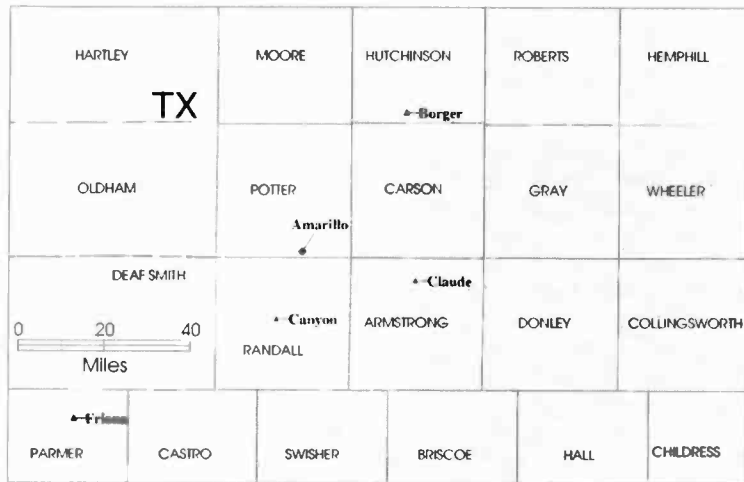 HARTLEY MOORE HUTCHINSON ROBERTS HEMPHILL
TX
Borger
OLDHAM POTTER CARSON GRAY WHEELER
Amarillo
DEAF SMITH
Claude
Canyon
ARMSTRONG DONLEY COLLINGSWORTH
0 20 40
RANDALL
Miles
Friona
PARMER CASTRO SWISHER BRISCOE HALL CHILDRESS